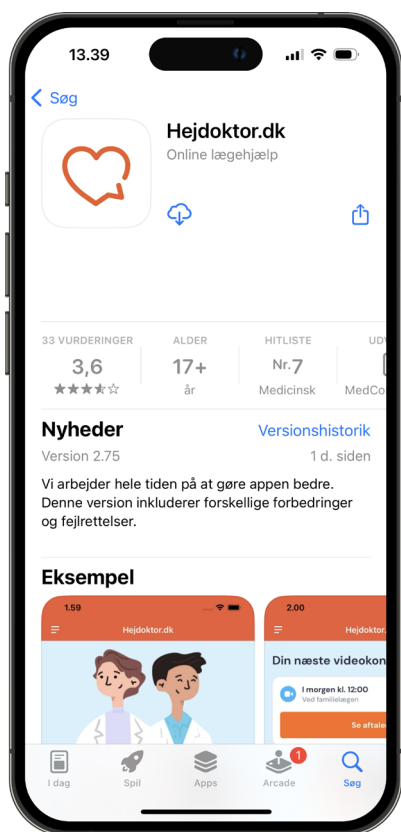 13.39
Søg
Hejdoktor.dk
Online lægehjælp
33 VURDERINGER
ALDER
HITLISTE
UDV
3,6
17+
Nr.7
år
Medicinsk
MedCo
Nyheder
Versionshistorik
Version 2.75
1 d. siden
Vi arbejder hele tiden på at gøre appen bedre.
Denne version inkluderer forskellige forbedringer
og fejlrettelser.
Eksempel
1.59
Hejdoktor.dk
2.00
Hejdoktor.
Din næste videokon
I morgen kl. 12:00
Ved familielægen
Se aftale
I dag
Spil
Apps
Arcade
1
Søg